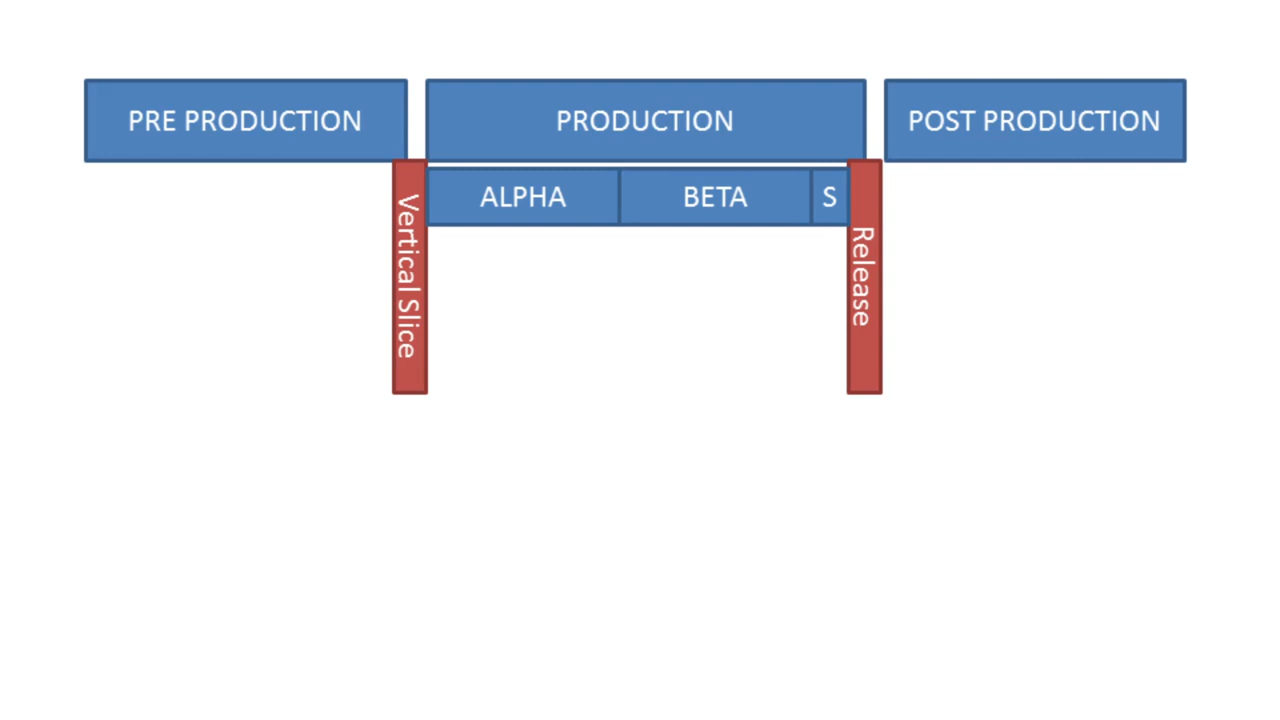 PRE PRODUCTION
PRODUCTION
POST PRODUCTION
Vertical Slice
ALPHA
BETA
S
Release